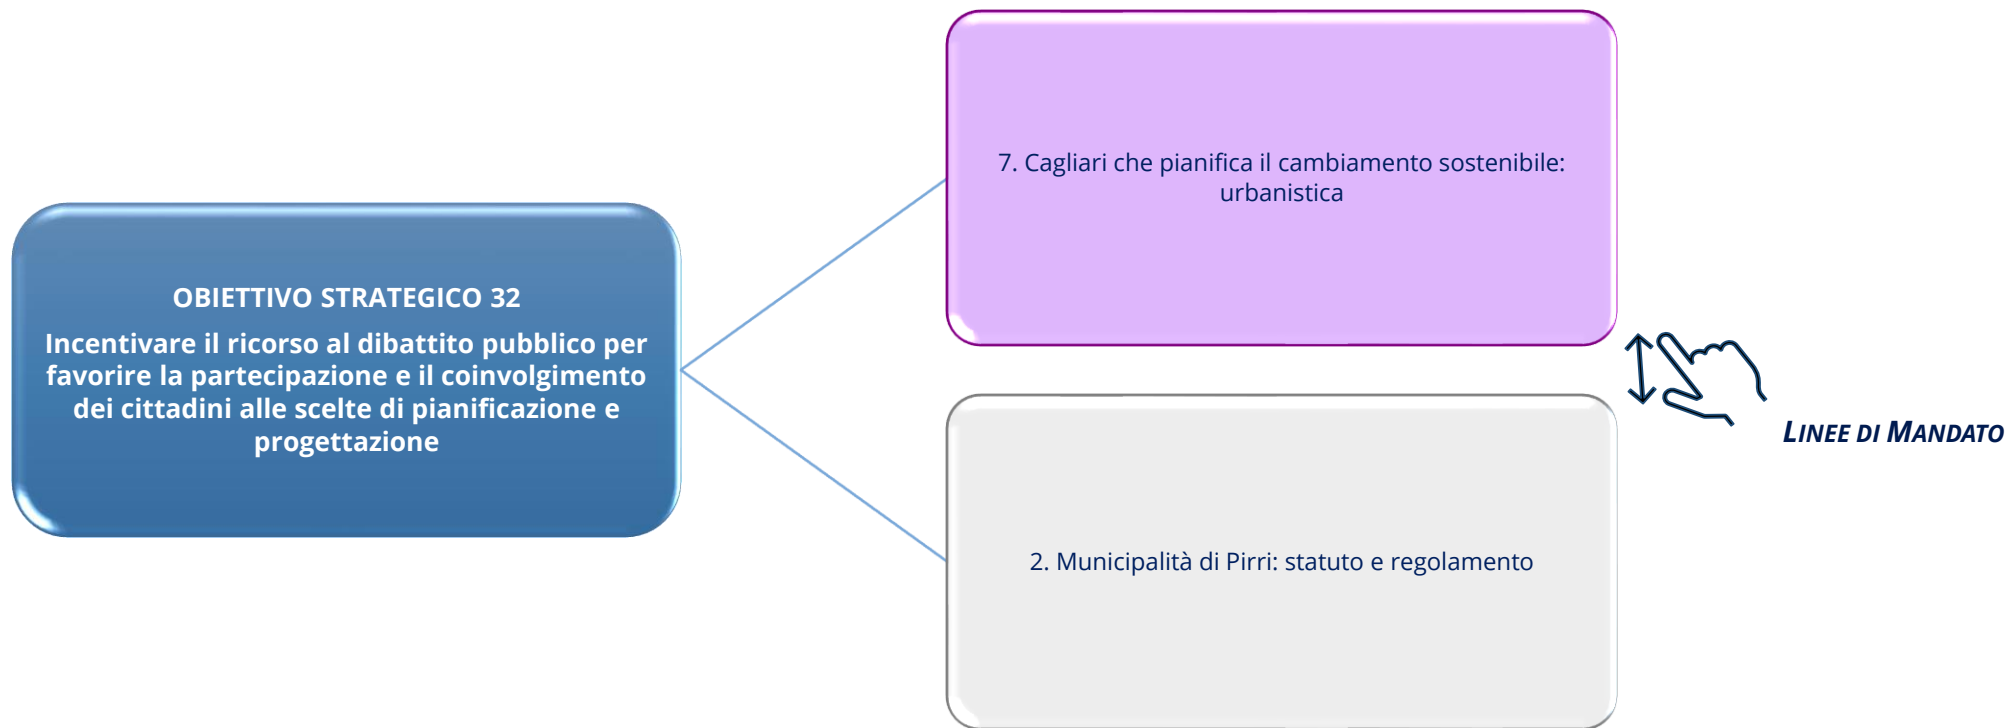 OBIETTIVO STRATEGICO 32
Incentivare il ricorso al dibattito pubblico per
favorire la partecipazione e il coinvolgimento
dei cittadini alle scelte di pianificazione e
progettazione
7. Cagliari che pianifica il cambiamento sostenibile:
urbanistica
2. Municipalità di Pirri: statuto e regolamento
LINEE DI MANDATO